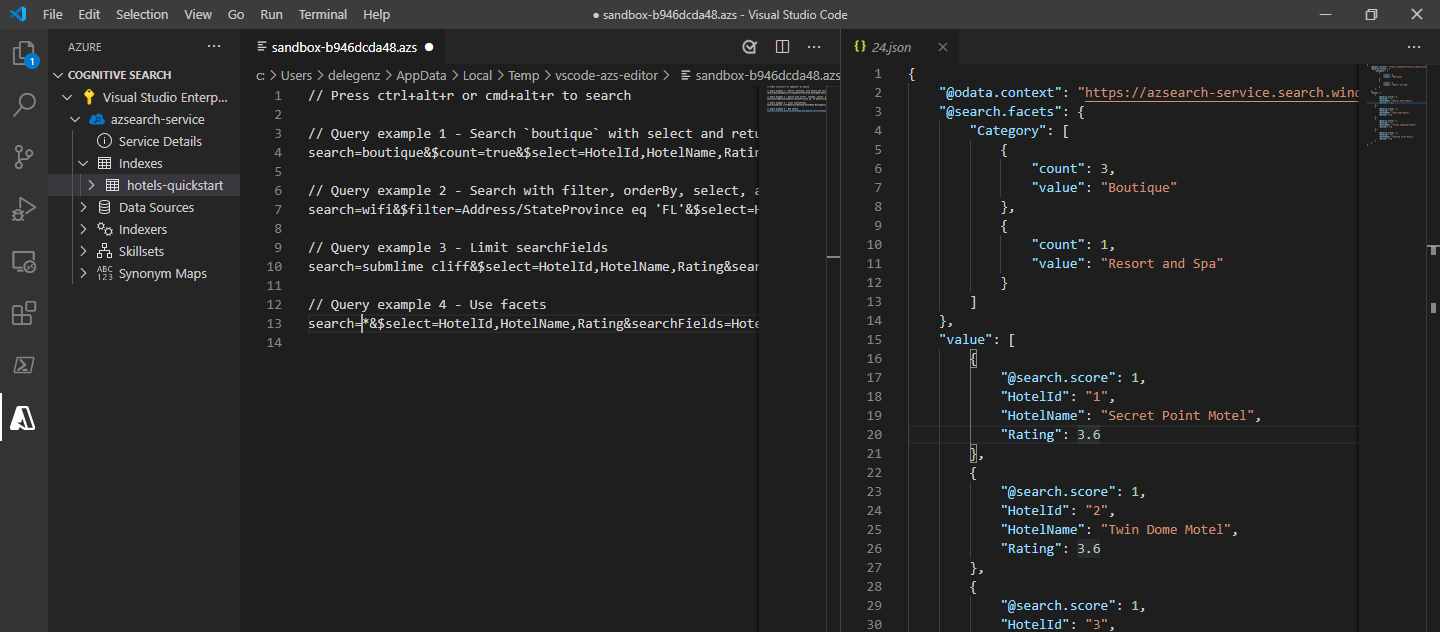 File Edit Selection View Go Run Terminal Help
● sandbox-b946dcda48.azs - Visual Studio Code
1
AZURE
COGNITIVE SEARCH
Visual Studio Enterp...
azsearch-service
Service Details
Indexes
hotels-quickstart
Data Sources
Indexers
Skillsets
ABC
123
Synonym Maps
sandbox-b946dcda48.azs ●
c: > Users > delegenz > AppData > Local > Temp > vscode-azs-editor > sandbox-b946dcda48.azs
1 // Press ctrl+alt+r or cmd+alt+r to search
2
3 // Query example 1 - Search `boutique` with select and retu
4 search=boutique&$count=true&$select=HotelId,HotelName,Ratin
5
6 // Query example 2 - Search with filter, orderBy, select, a
7 search=wifi&$filter=Address/StateProvince eq 'FL'&$select=H
8
9 // Query example 3 - Limit searchFields
10 search=submlime cliff&$select=HotelId,HotelName,Rating&sear
11
12 // Query example 4 - Use facets
13 search=*&$select=HotelId,HotelName,Rating&searchFields=Hote
14
{} 24.json
1 {
2 "@odata.context": "https://azsearch-service.search.wind
3 "@search.facets": {
4 "Category": [
5 {
6 "count": 3,
7 "value": "Boutique"
8 },
9 {
10 "count": 1,
11 "value": "Resort and Spa"
12 }
13 ]
14 },
15 "value": [
16 {
17 "@search.score": 1,
18 "HotelId": "1",
19 "HotelName": "Secret Point Motel",
20 "Rating": 3.6
21 },
22 {
23 "@search.score": 1,
24 "HotelId": "2",
25 "HotelName": "Twin Dome Motel",
26 "Rating": 3.6
27 },
28 {
29 "@search.score": 1,
30 "HotelId": "3",